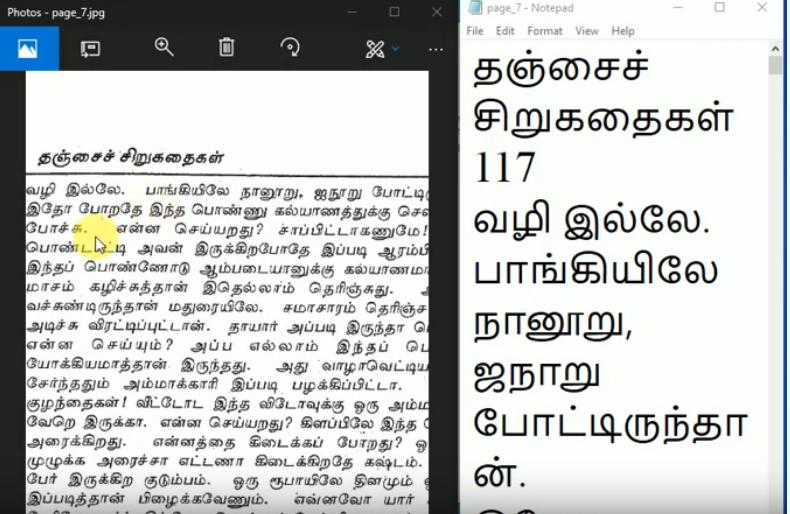 Photos - page_7.jpg
தஞ்சைச் சிறுகதைகள்
வழி இல்லே. பாங்கியிலே நானூறு, ஐநூறு
இதோ போறதே இந்த பொண்ணு கல்யாணத்துக்கு
போச்சு. என்ன செய்யறது? சாப்பிட்டாகணுமே!
அவன் இருக்கிறபோதே இப்படி
இந்தப் பொண்ணோடு ஆம்படையானுக்கு
மாசம் கழிச்சுத்தான் இதெல்லாம் தெரிஞ்சுது.
வச்சுண்டிருந்தான் மதுரையிலே. சமாசாரம்
அடிச்சு விரட்டிப்புட்டான். தாயார் அப்படி இருந்தா
என்ன செய்யும்? அப்ப எல்லாம் இந்தப்
யோக்கியமாத்தான் இருந்தது. அது வாழாவெட்டிய
சேர்ந்ததும் அம்மாக்காரி இப்படி பழக்கிப்பிட்டா.
குழந்தைகள்! வீட்டோட இந்த விடோவுக்கு ஒரு
வேறெ இருக்கா. என்ன செய்யறது? கிளப்பிலே இந்த
அரைக்கிறது. என்னத்தை கிடைக்கப் போறது?
முழுக்க அரைச்சா எட்டணா கிடைக்கிறதே கஷ்டம்.
பேர் இருக்கிற குடும்பம். ஒரு ரூபாயிலே தினமும்
இப்படித்தான் பிழைக்கவேணும். என்னவோ யார்
page_7 - Notepad
File Edit Format View Help
தஞ்சைச்
சிறுகதைகள்
117
வழி இல்லே.
பாங்கியிலே
நானூறு,
ஐநாறு
போட்டிருந்தா
ன்.